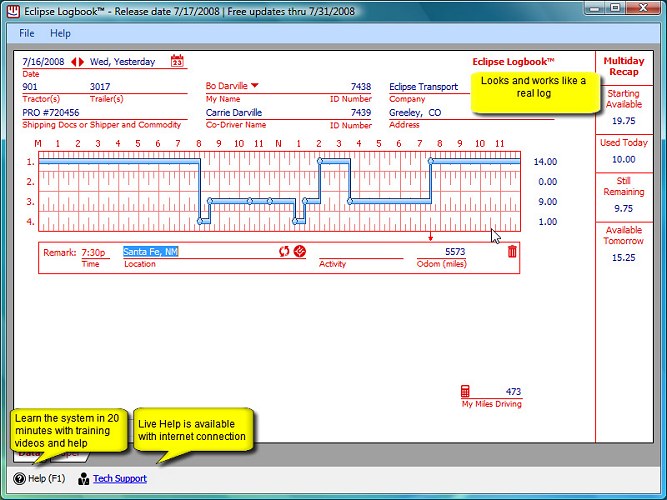 Eclipse Logbook™ - Release date 7/17/2008 | Free updates thru 7/31/2008
File Help
7/16/2008 Wed, Yesterday 23
Date
Eclipse Logbook™
Looks and works like a
real log
Multiday
Recap
901 3017 Bo Darville 7438 Eclipse Transport
Tractor(s) Trailer(s) My Name ID Number Company
PRO #720456 Carrie Darville 7439 Greeley, CO
Shipping Docs or Shipper and Commodity Co-Driver Name ID Number Address
Starting
Available
19.75
Used Today
10.00
Still
Remaining
9.75
Available
Tomorrow
15.25
M 1 2 3 4 5 6 7 8 9 10 11 N 1 2 3 4 5 6 7 8 9 10 11
1. 14.00
2. 0.00
3. 9.00
4. 1.00
Remark: 7:30p Santa Fe, NM 5573
Time Location Activity Odom (miles)
473
My Miles Driving
Learn the system in 20
minutes with training
videos and help
Live Help is available
with internet connection
Help (F1) Tech Support